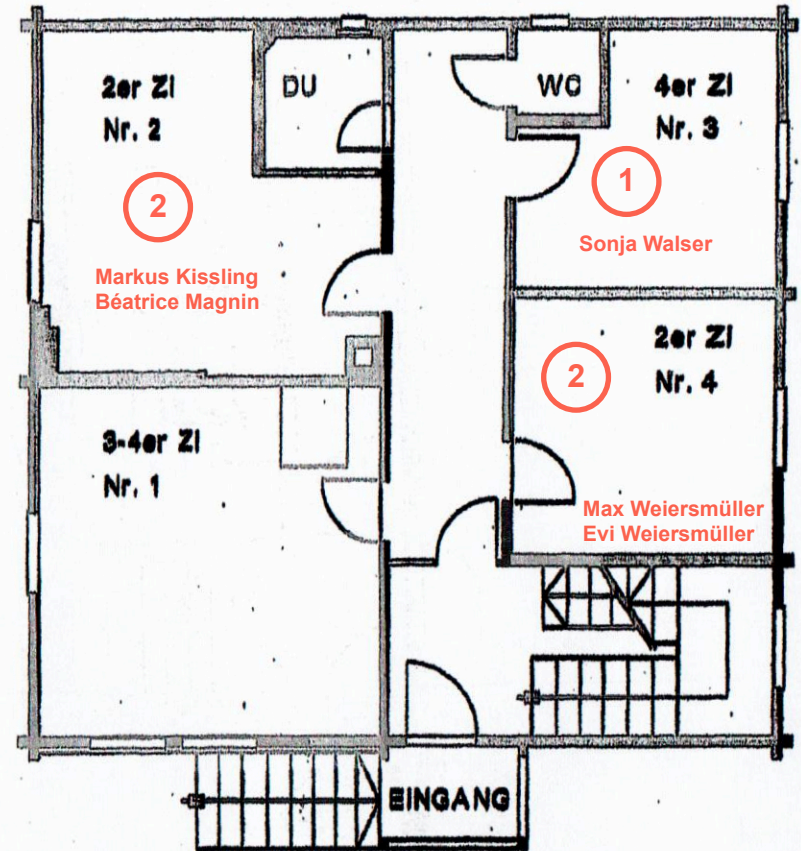 2er Zi
Nr. 2
DU
WC
4er Zi
Nr. 3
2
1
Markus Kissling
Béatrice Magnin
Sonja Walser
2er Zi
Nr. 4
2
3-4er Zi
Nr. 1
Max Weiersmüller
Evi Weiersmüller
EINGANG